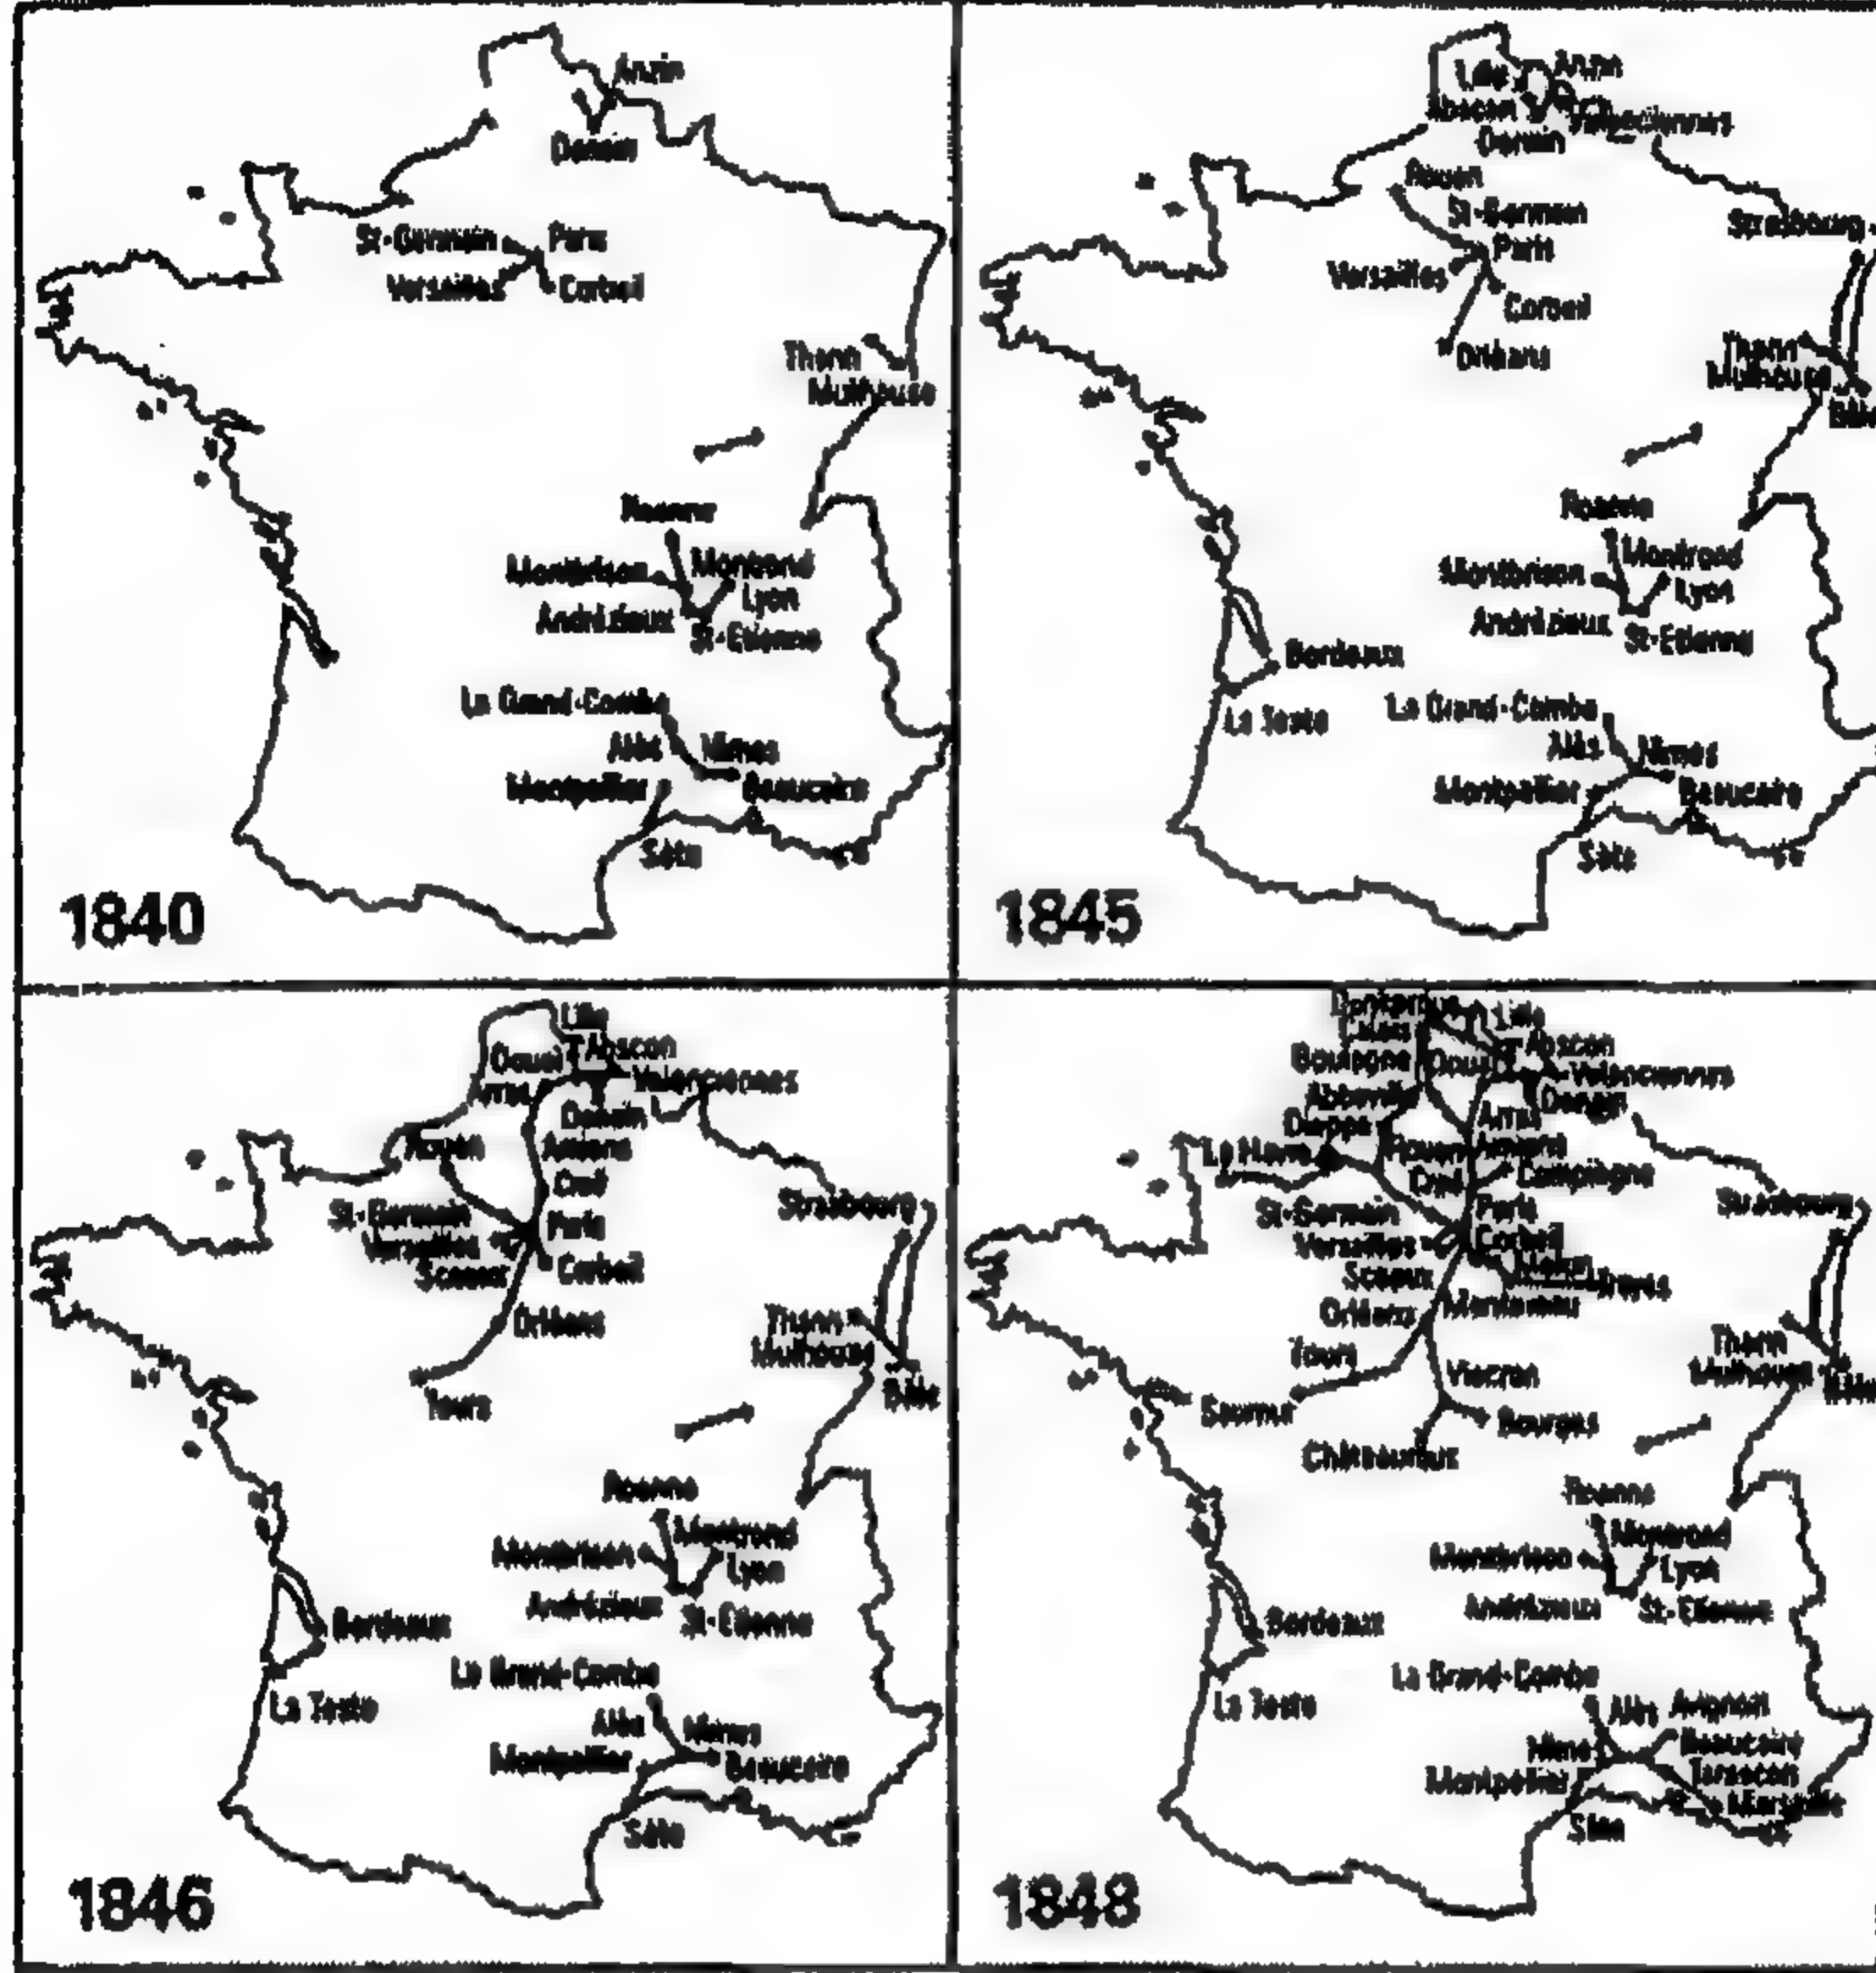 Anzin
Denain
St-Germain Paris
Versailles Corbeil
Thann
Mulhouse
Roanne
Montbrison Montrond
Lyon
Andrézieux
St-Etienne
La Grand-Combe
Alès Nîmes
Montpellier Beaucaire
Sète
1840
Lille Anzin
Abscon
Valenciennes
Denain
Rouen
St-Germain
Strasbourg
Paris
Versailles
Corbeil
Orléans
Thann
Mulhouse
Roanne
Montrond
Montbrison
Lyon
Andrézieux
St-Etienne
Bordeaux
La Teste
La Grand-Combe
Alès Nîmes
Montpellier Beaucaire
Sète
1845
Lille
Douai Abscon
Valenciennes
Arras
Denain
Rouen Amiens
Creil
Strasbourg
St-Germain Paris
Versailles
Sceaux Corbeil
Orléans
Thann
Mulhouse
Bâle
Tours
Roanne
Montrond
Montbrison
Lyon
Andrézieux
St-Etienne
Bordeaux
La Grand-Combe
La Teste
Alès Nîmes
Montpellier Beaucaire
Sète
1846
Lille
Abscon
Boulogne Douai
Valenciennes
Abbeville
Denain
Arras
Dieppe
Le Havre Rouen Amiens
Creil Compiègne
Strasbourg
St-Germain Paris
Versailles Corbeil
Sceaux
Orléans Montereau
Tours
Thann
Mulhouse
Vierzon
Saumur
Bourges
Châteauroux
Roanne
Montrond
Montbrison
Lyon
Andrézieux St-Etienne
Bordeaux
La Grand-Combe
La Teste
Alès Avignon
Beaucaire
Montpellier Tarascon
Marseille
1848